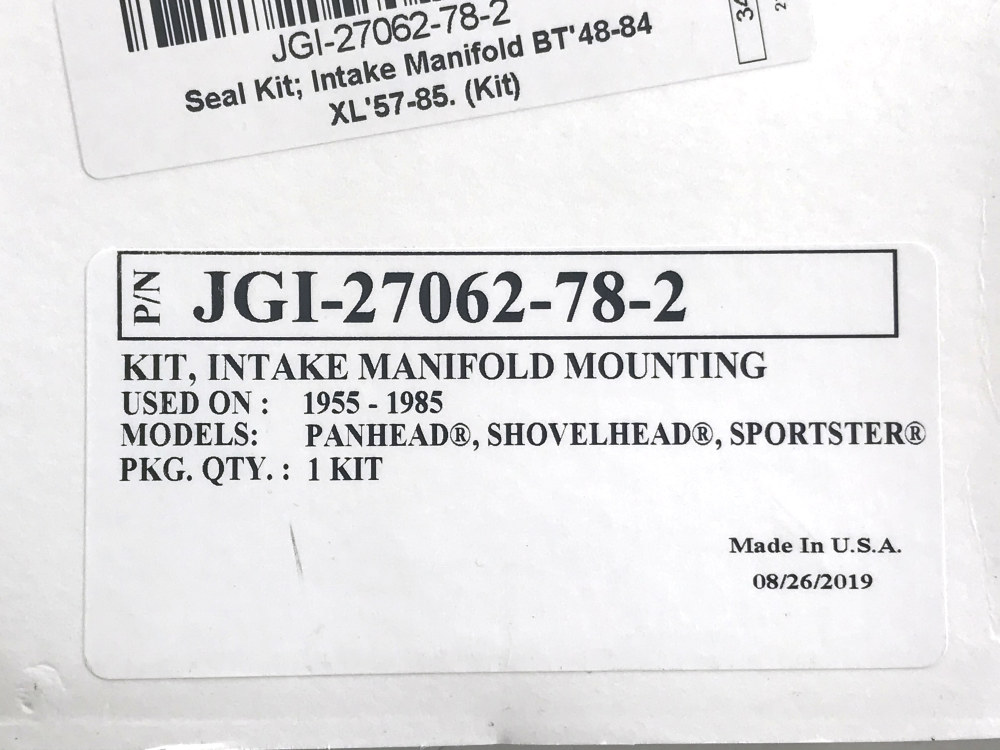 JGI-27062-78-2
Seal Kit; Intake Manifold BT'48-84
XL'57-85. (Kit)
P/N JGI-27062-78-2
KIT, INTAKE MANIFOLD MOUNTING
USED ON : 1955 - 1985
MODELS: PANHEAD®, SHOVELHEAD®, SPORTSTER®
PKG. QTY. : 1 KIT
Made In U.S.A.
08/26/2019